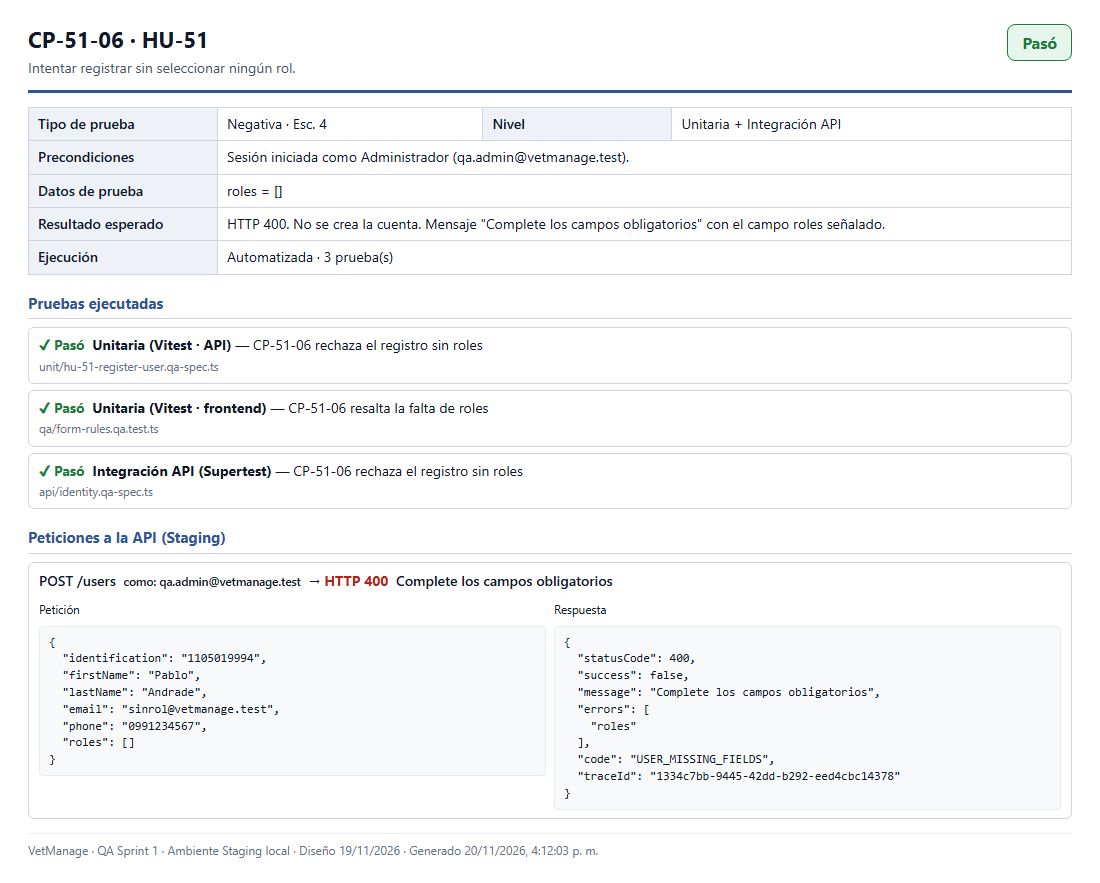 CP-51-06 · HU-51
Pasó
Intentar registrar sin seleccionar ningún rol.
Tipo de prueba Negativa · Esc. 4 Nivel Unitaria + Integración API
Precondiciones Sesión iniciada como Administrador (qa.admin@vetmanage.test).
Datos de prueba roles = []
Resultado esperado HTTP 400. No se crea la cuenta. Mensaje "Complete los campos obligatorios" con el campo roles señalado.
Ejecución Automatizada · 3 prueba(s)
Pruebas ejecutadas
✓ Pasó Unitaria (Vitest · API) — CP-51-06 rechaza el registro sin roles
unit/hu-51-register-user.qa-spec.ts
✓ Pasó Unitaria (Vitest · frontend) — CP-51-06 resalta la falta de roles
qa/form-rules.qa.test.ts
✓ Pasó Integración API (Supertest) — CP-51-06 rechaza el registro sin roles
api/identity.qa-spec.ts
Peticiones a la API (Staging)
POST /users como: qa.admin@vetmanage.test → HTTP 400 Complete los campos obligatorios
Petición
{
"identification": "1105019994",
"firstName": "Pablo",
"lastName": "Andrade",
"email": "sinrol@vetmanage.test",
"phone": "0991234567",
"roles": []
}
Respuesta
{
"statusCode": 400,
"success": false,
"message": "Complete los campos obligatorios",
"errors": [
"roles"
],
"code": "USER_MISSING_FIELDS",
"traceId": "1334c7bb-9445-42dd-b292-eed4cbc14378"
}
VetManage · QA Sprint 1 · Ambiente Staging local · Diseño 19/11/2026 · Generado 20/11/2026, 4:12:03 p. m.